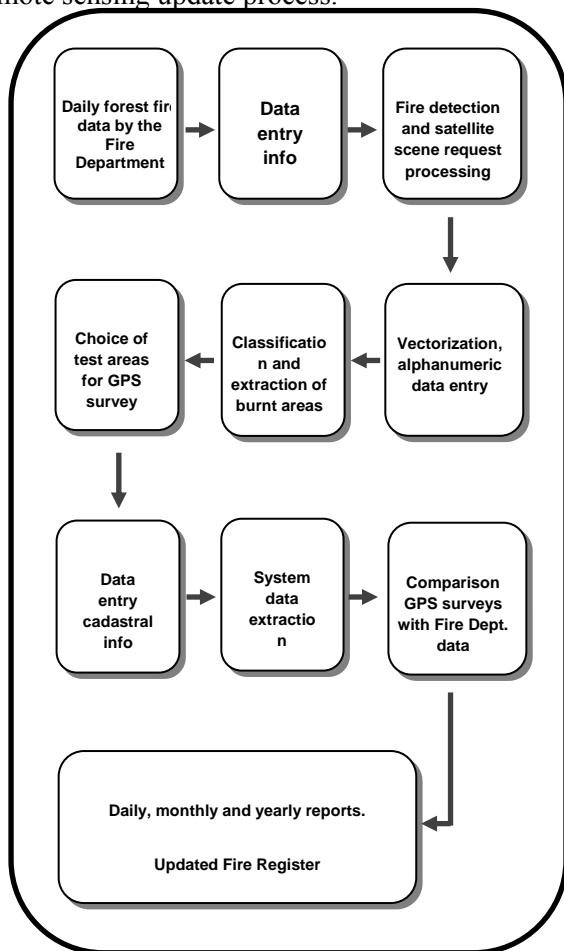 mote sensing update process.
Daily forest fir
data by the
Fire
Department
Data
entry
info
Fire detection
and satellite
scene request
processing
Vectorization,
alphanumeric
data entry
Classificatio
n and
extraction of
burnt areas
Choice of
test areas
for GPS
survey
Data
entry
cadastral
info
System
data
extractio
n
Comparison
GPS surveys
with Fire Dept.
data
Daily, monthly and yearly reports.
Updated Fire Register